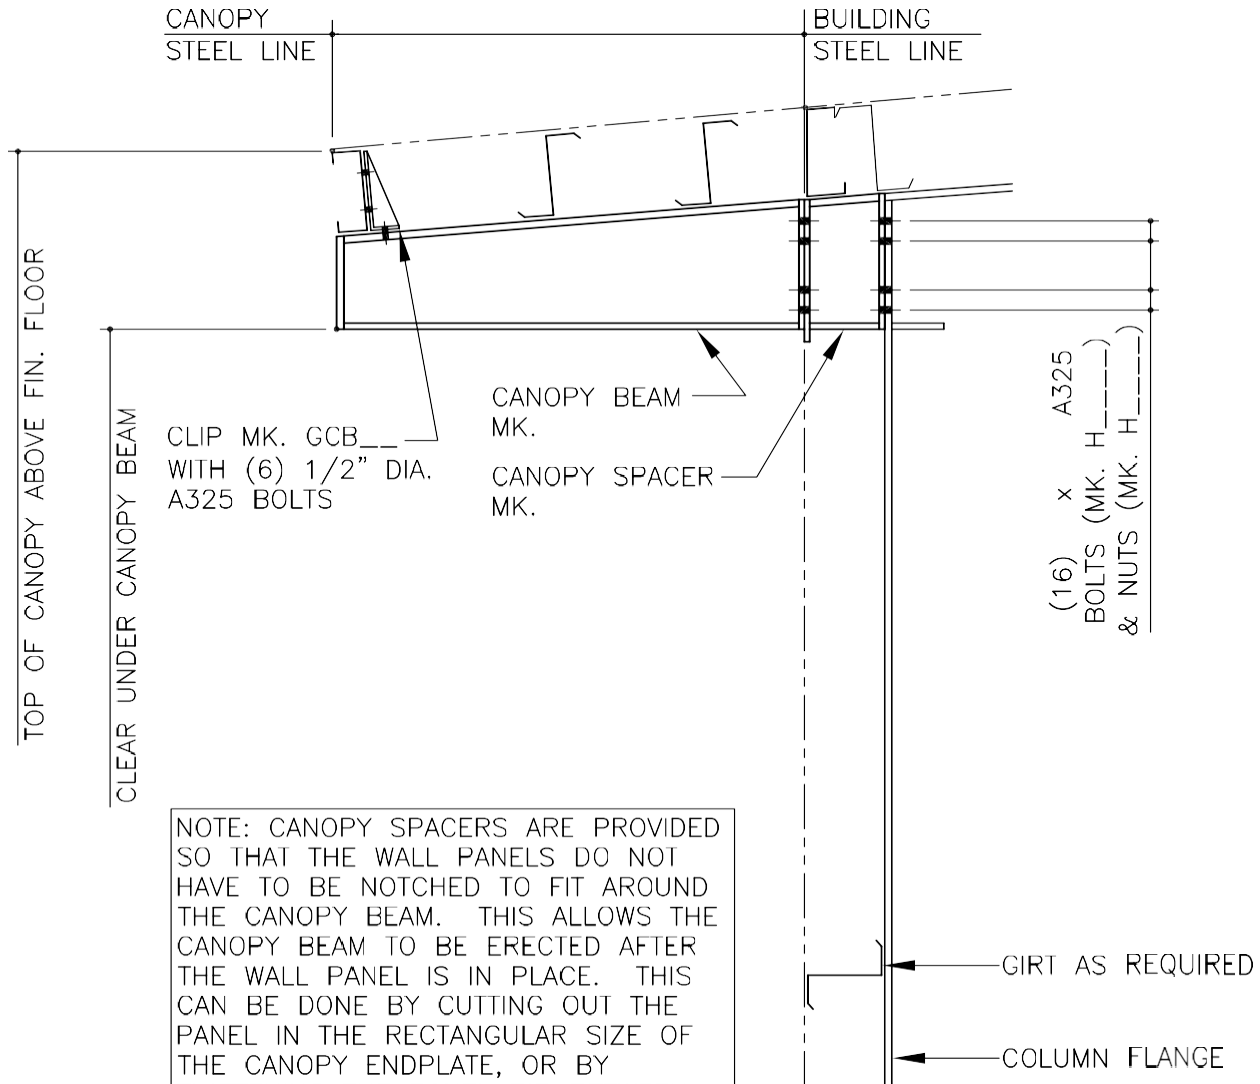 CANOPY
STEEL LINE
BUILDING
STEEL LINE
TOP OF CANOPY ABOVE FIN. FLOOR
CLEAR UNDER CANOPY BEAM
CLIP MK. GCB__
WITH (6) 1/2" DIA.
A325 BOLTS
CANOPY BEAM
MK.
CANOPY SPACER
MK.
(16) x A325
BOLTS (MK. H____)
& NUTS (MK. H____)
NOTE: CANOPY SPACERS ARE PROVIDED
SO THAT THE WALL PANELS DO NOT
HAVE TO BE NOTCHED TO FIT AROUND
THE CANOPY BEAM. THIS ALLOWS THE
CANOPY BEAM TO BE ERECTED AFTER
THE WALL PANEL IS IN PLACE. THIS
CAN BE DONE BY CUTTING OUT THE
PANEL IN THE RECTANGULAR SIZE OF
THE CANOPY ENDPLATE, OR BY
GIRT AS REQUIRED
COLUMN FLANGE